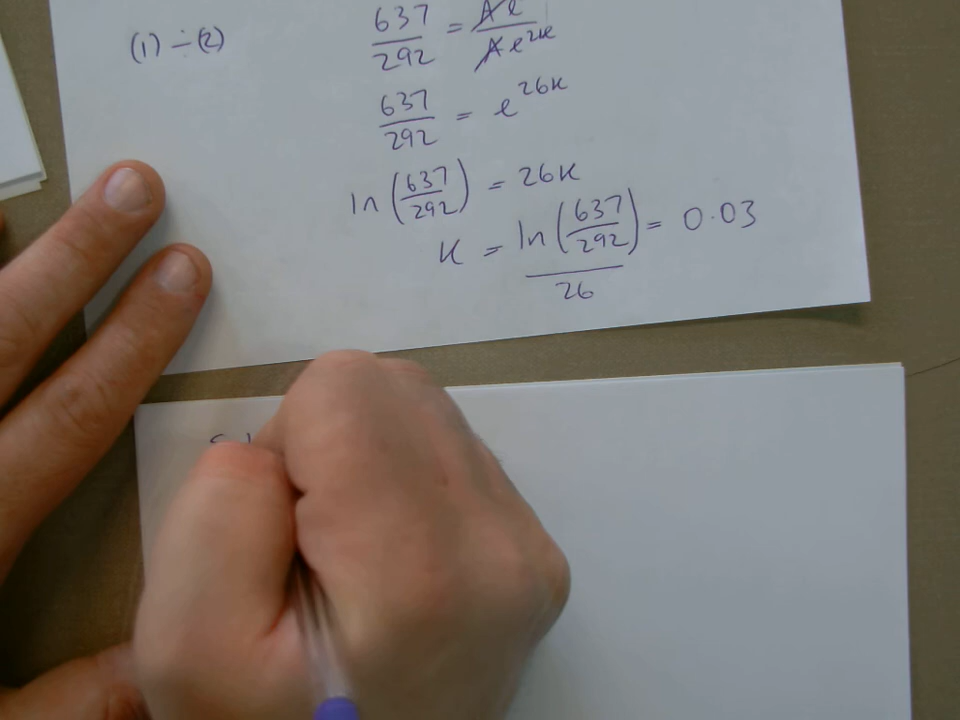 (1) ÷ (2) 637/292 = Ae/Ae^2k
637/292 = e^26k
ln(637/292) = 26k
k = ln(637/292)/26 = 0.03